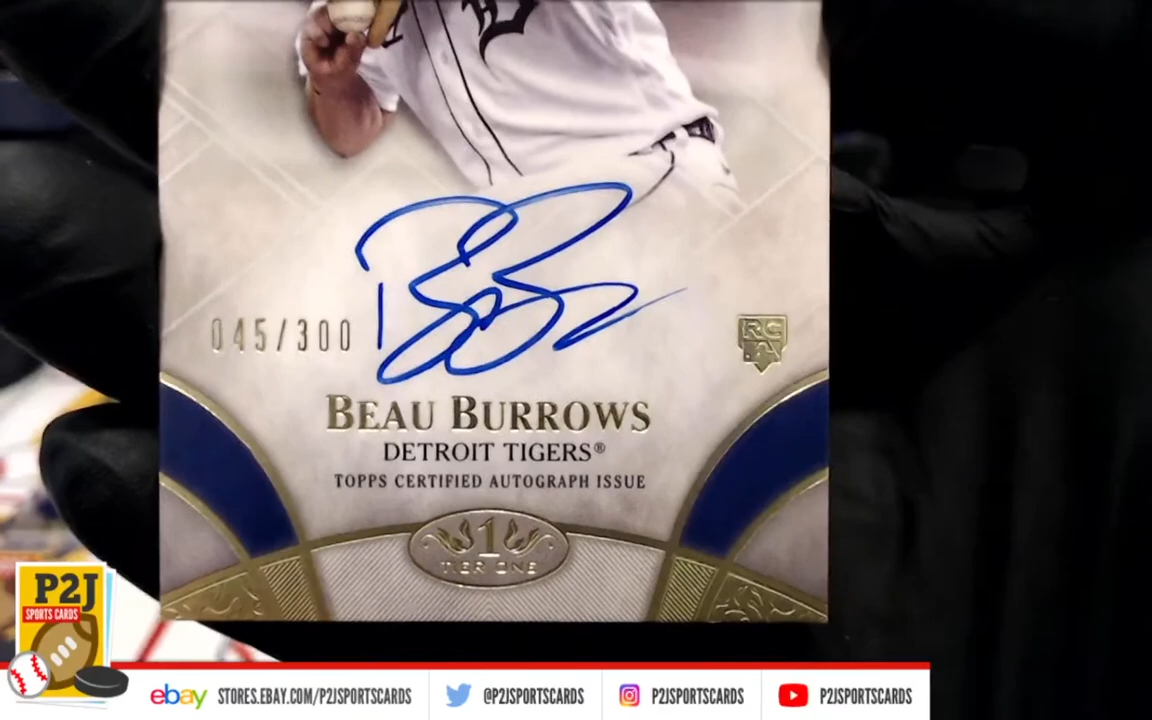 045/300
RC
BEAU BURROWS
DETROIT TIGERS®
TOPPS CERTIFIED AUTOGRAPH ISSUE
1
TIER ONE
P2J
SPORTS CARDS
ebay STORES.EBAY.COM/P2JSPORTSCARDS @P2JSPORTSCARDS P2JSPORTSCARDS P2JSPORTSCARDS